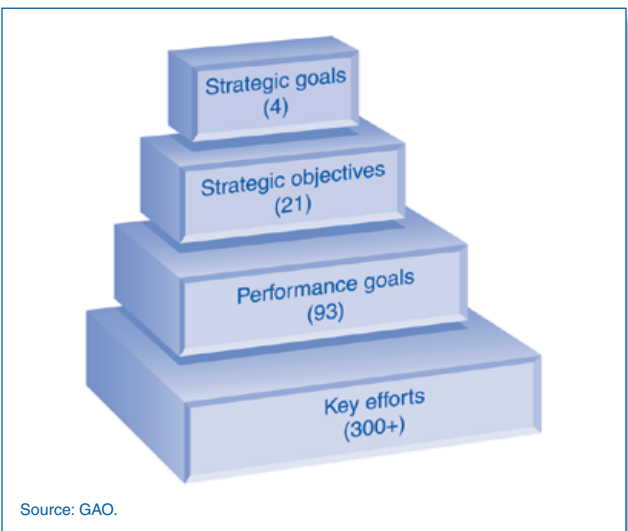 Strategic goals
(4)
Strategic objectives
(21)
Performance goals
(93)
Key efforts
(300+)
Source: GAO.